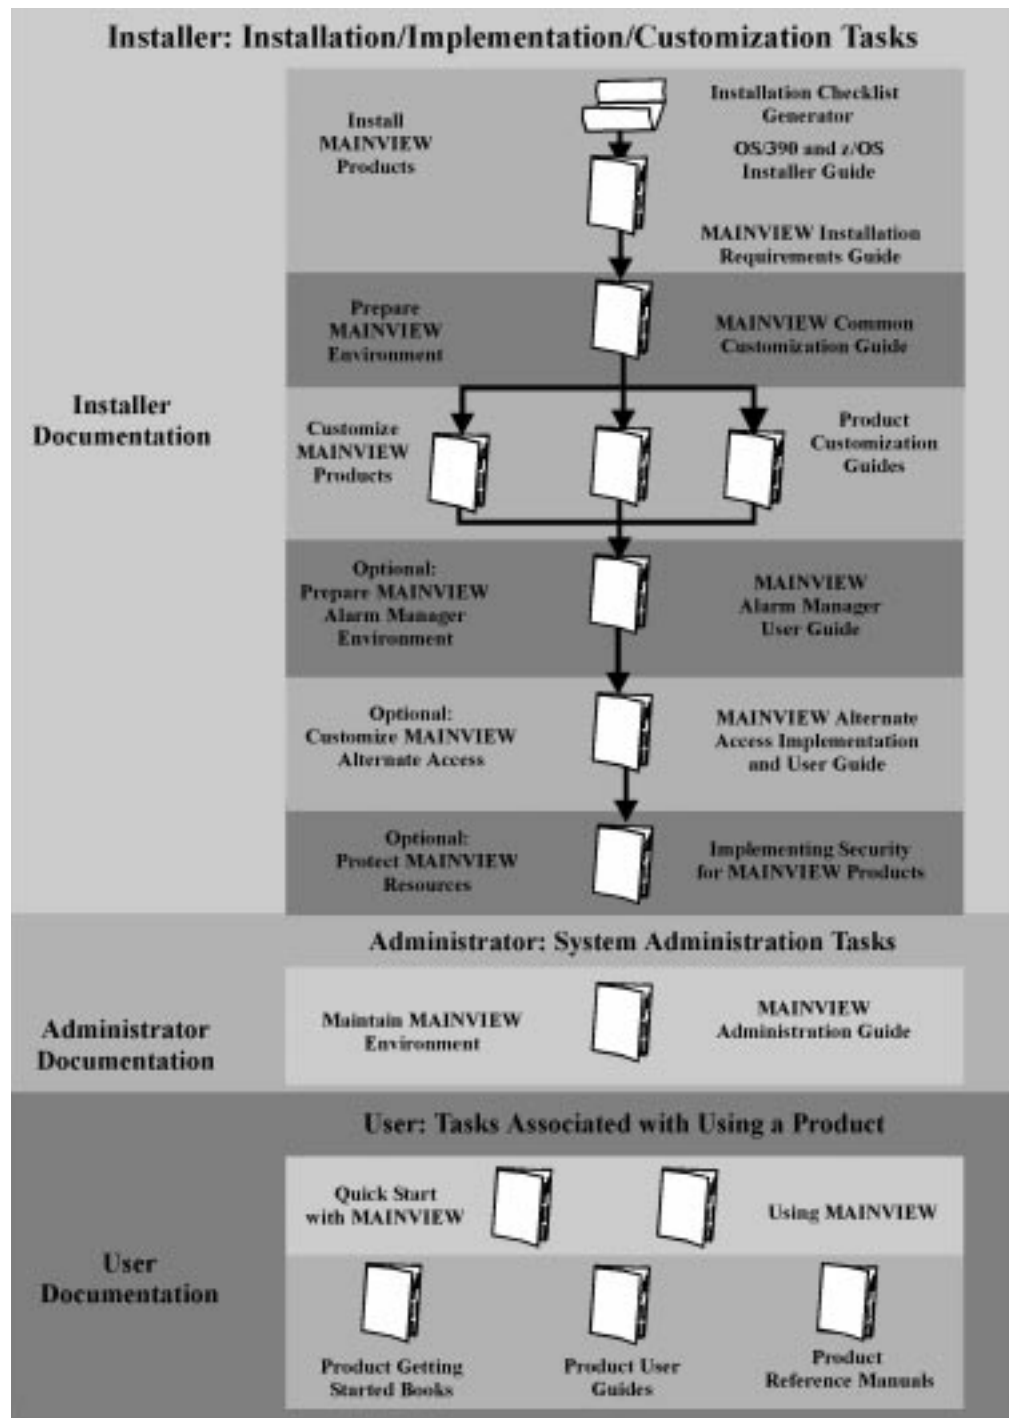 Installer: Installation/Implementation/Customization Tasks
Install
MAINVIEW
Products
Installation Checklist
Generator
OS/390 and z/OS
Installer Guide
MAINVIEW Installation
Requirements Guide
Prepare
MAINVIEW
Environment
MAINVIEW Common
Customization Guide
Installer
Documentation
Customize
MAINVIEW
Products
Product
Customization
Guides
Optional:
Prepare MAINVIEW
Alarm Manager
Environment
MAINVIEW
Alarm Manager
User Guide
Optional:
Customize MAINVIEW
Alternate Access
MAINVIEW Alternate
Access Implementation
and User Guide
Optional:
Protect MAINVIEW
Resources
Implementing Security
for MAINVIEW Products
Administrator: System Administration Tasks
Administrator
Documentation
Maintain MAINVIEW
Environment
MAINVIEW
Administration Guide
User: Tasks Associated with Using a Product
User
Documentation
Quick Start
with MAINVIEW
Using MAINVIEW
Product Getting
Started Books
Product User
Guides
Product
Reference Manuals